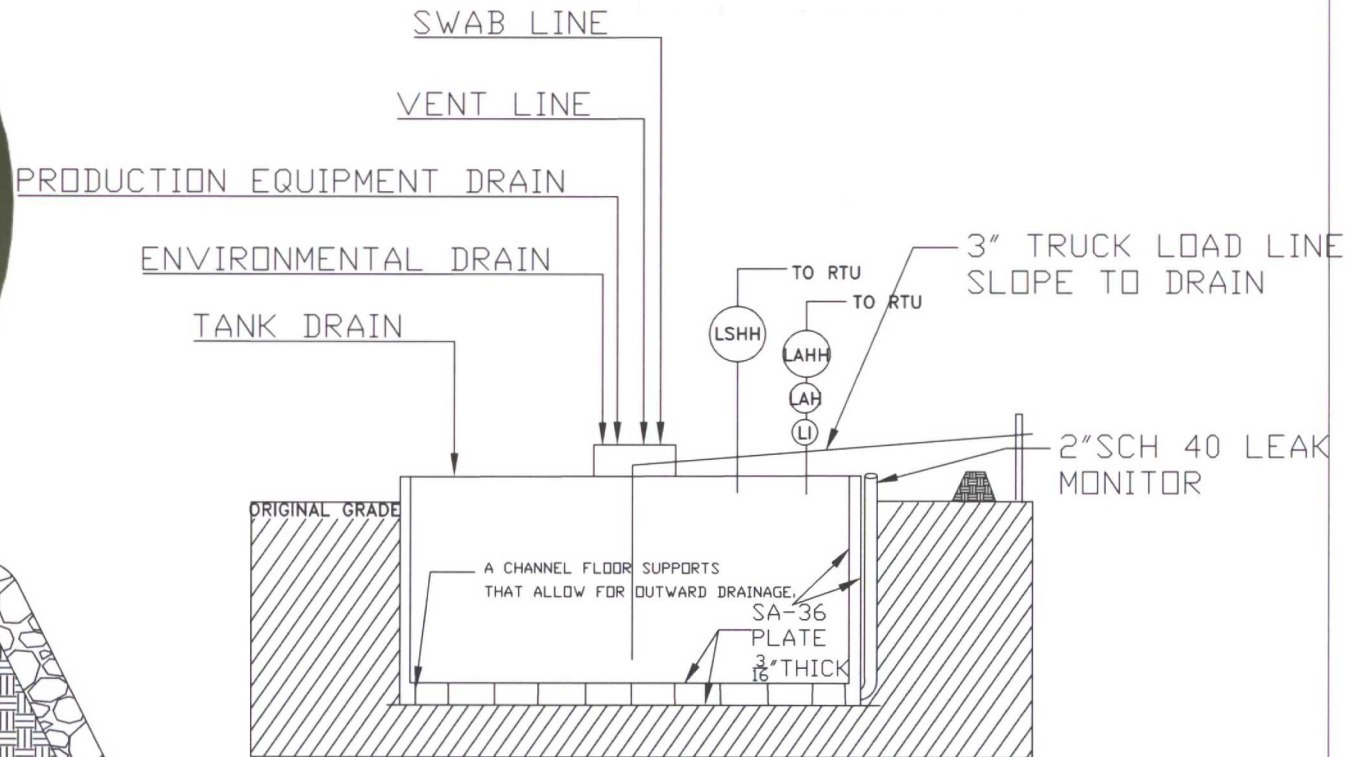 SWAB LINE
VENT LINE
PRODUCTION EQUIPMENT DRAIN
ENVIRONMENTAL DRAIN
TANK DRAIN
TO RTU
TO RTU
3" TRUCK LOAD LINE
SLOPE TO DRAIN
LSHH
LAHH
LAH
LI
2"SCH 40 LEAK
MONITOR
ORIGINAL GRADE
A CHANNEL FLOOR SUPPORTS
THAT ALLOW FOR OUTWARD DRAINAGE.
SA-36
PLATE
3/16"THICK